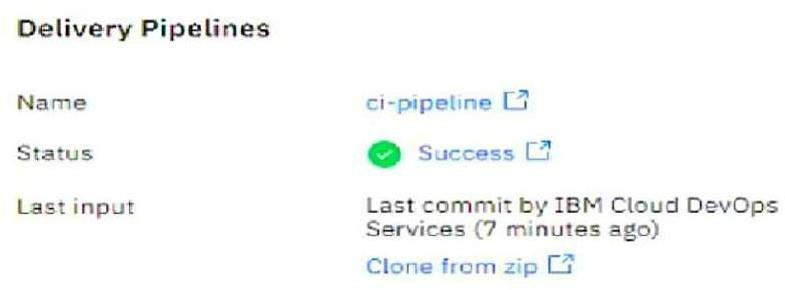 Delivery Pipelines
Name ci-pipeline
Status Success
Last input Last commit by IBM Cloud DevOps
Services (7 minutes ago)
Clone from zip